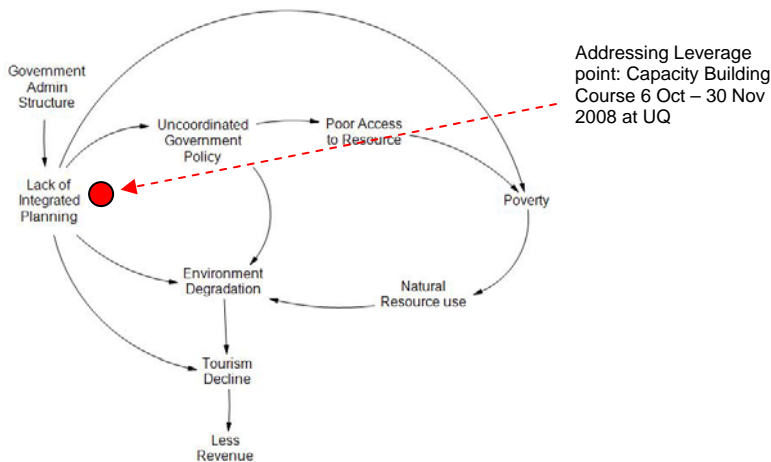 Government
Admin
Structure
Addressing Leverage
point: Capacity Building
Course 6 Oct – 30 Nov
2008 at UQ
Uncoordinated
Government
Policy
Poor Access
to Resource
Lack of
Integrated
Planning
Poverty
Environment
Degradation
Natural
Resource use
Tourism
Decline
Less
Revenue